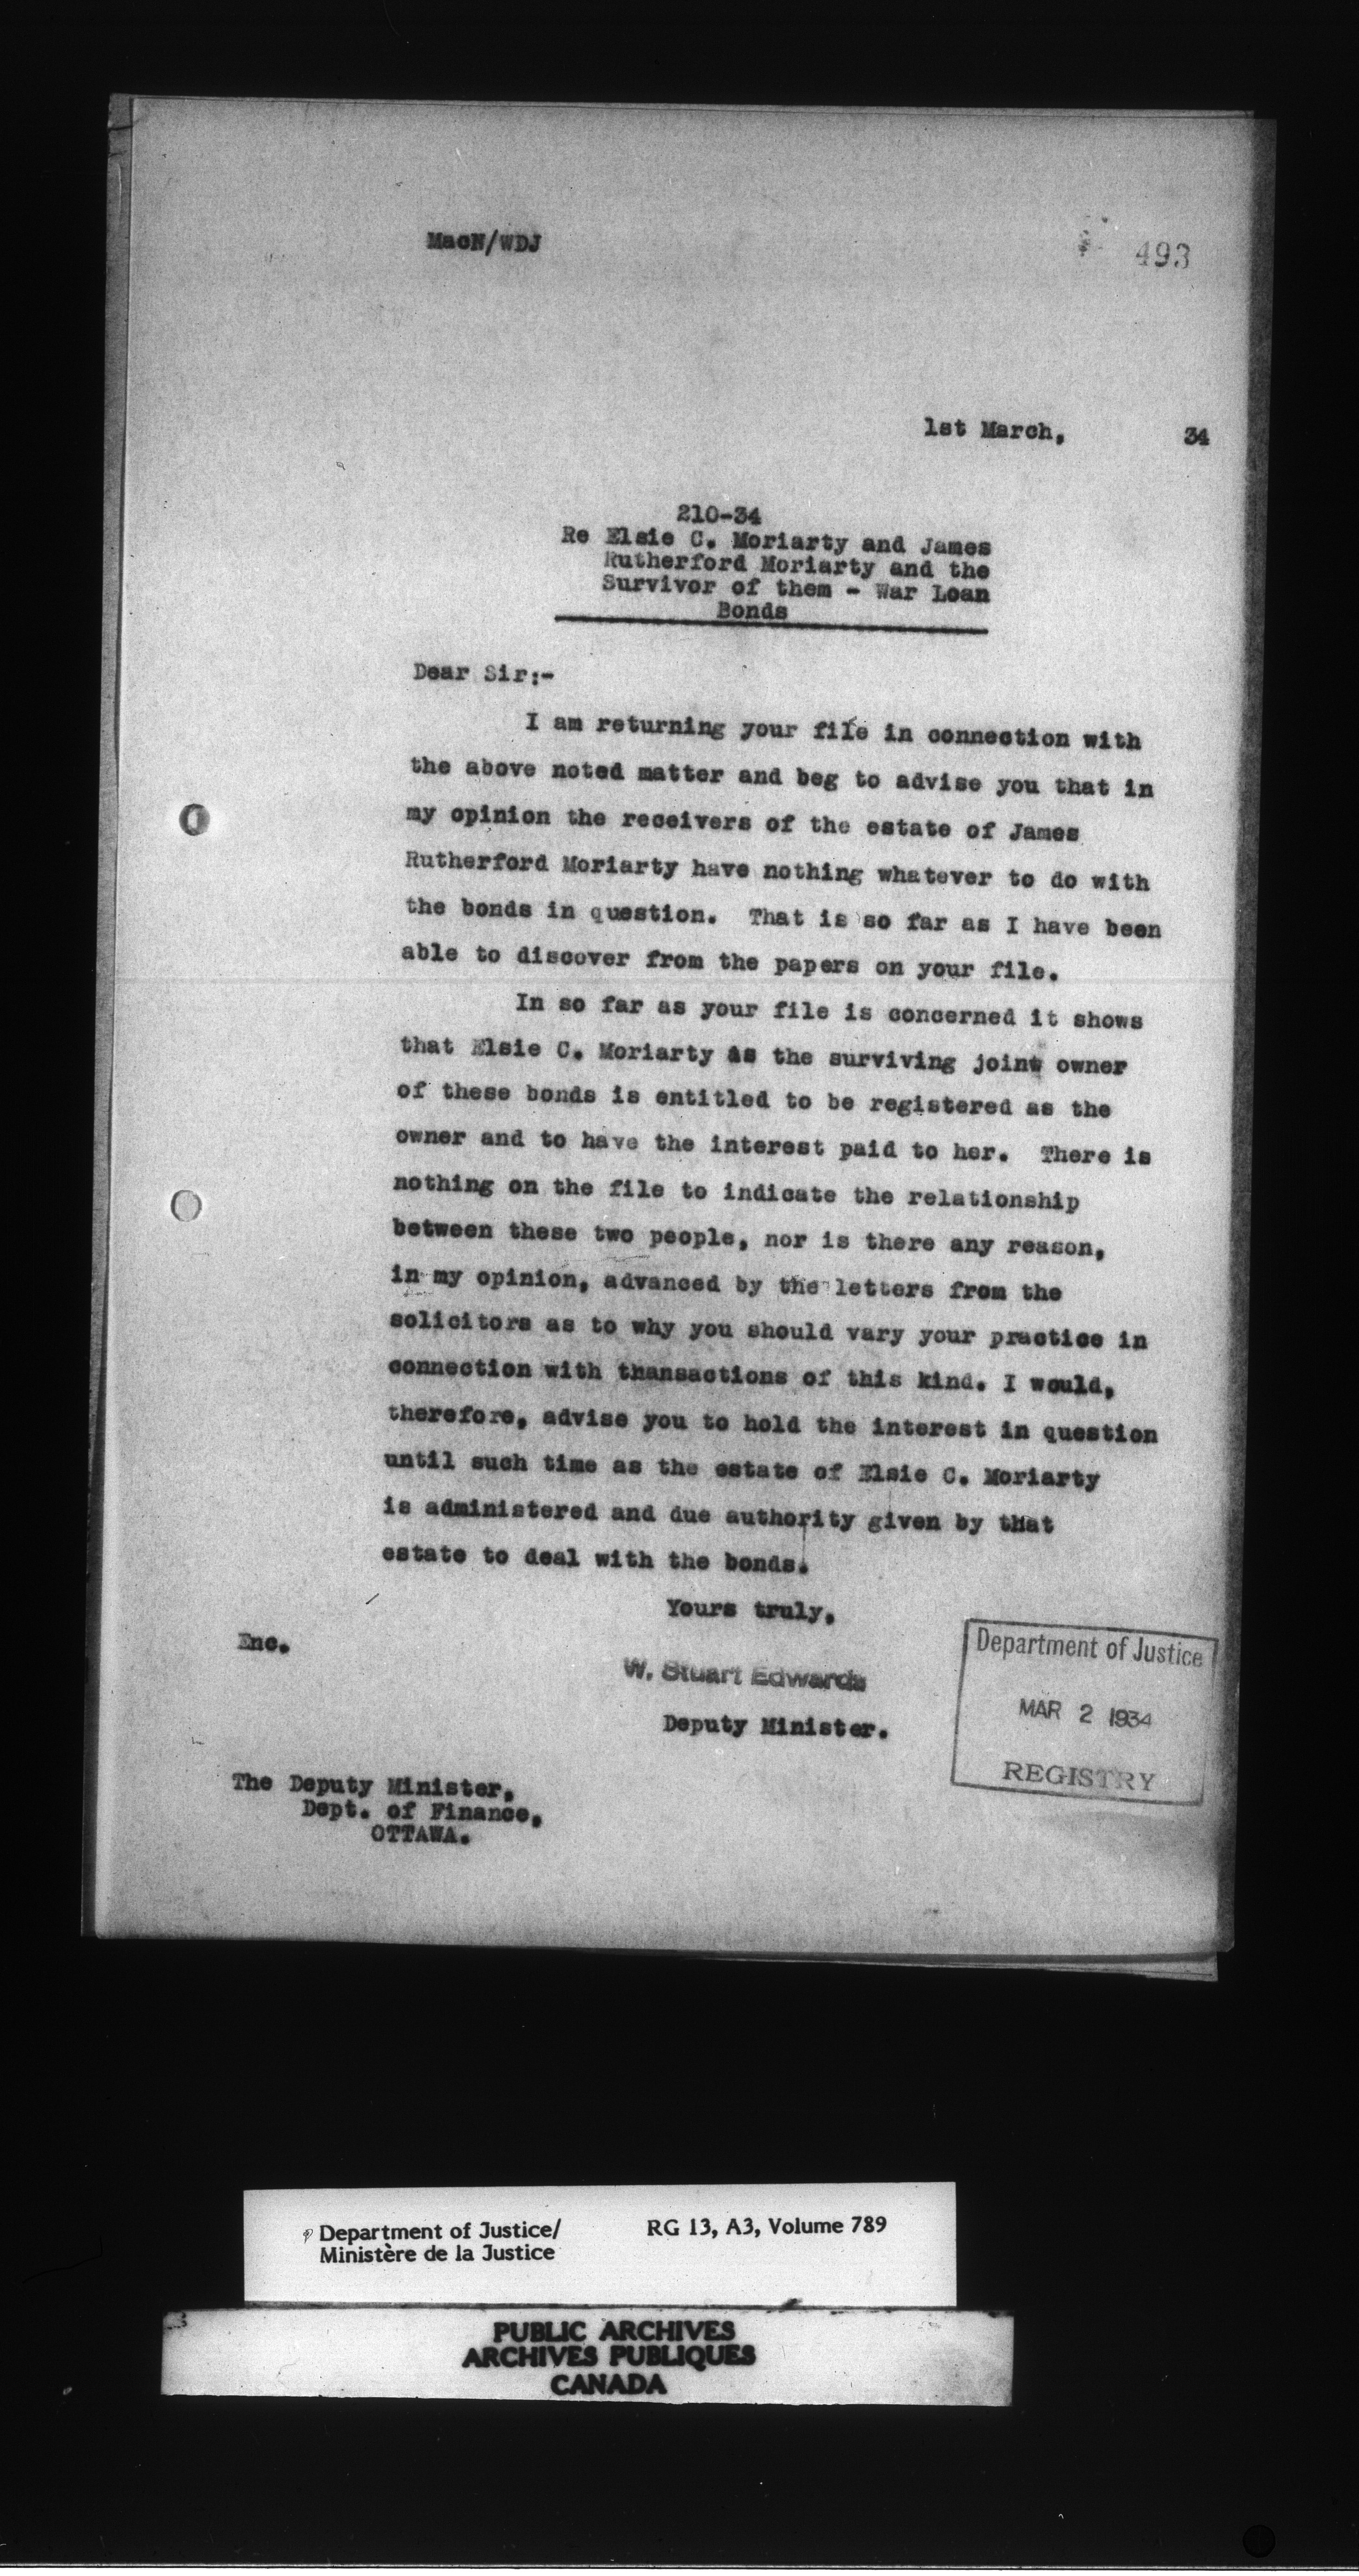 MacN/WDJ
493
1st March, 34
210-34
Re Elsie C. Moriarty and James
Rutherford Moriarty and the
Survivor of them - War Loan
Bonds
Dear Sir:-
I am returning your file in connection with
the above noted matter and beg to advise you that in
my opinion the receivers of the estate of James
Rutherford Moriarty have nothing whatever to do with
the bonds in question. That is so far as I have been
able to discover from the papers on your file.
In so far as your file is concerned it shows
that Elsie C. Moriarty as the surviving joint owner
of these bonds is entitled to be registered as the
owner and to have the interest paid to her. There is
nothing on the file to indicate the relationship
between these two people, nor is there any reason,
in my opinion, advanced by the letters from the
solicitors as to why you should vary your practice in
connection with thansactions of this kind. I would,
therefore, advise you to hold the interest in question
until such time as the estate of Elsie C. Moriarty
is administered and due authority given by that
estate to deal with the bonds.
Yours truly,
Enc.
W. Stuart Edwards
Deputy Minister.
Department of Justice
MAR 2 1934
REGISTRY
The Deputy Minister,
Dept. of Finance,
OTTAWA.
Department of Justice/ RG 13, A3, Volume 789
Ministère de la Justice
PUBLIC ARCHIVES
ARCHIVES PUBLIQUES
CANADA